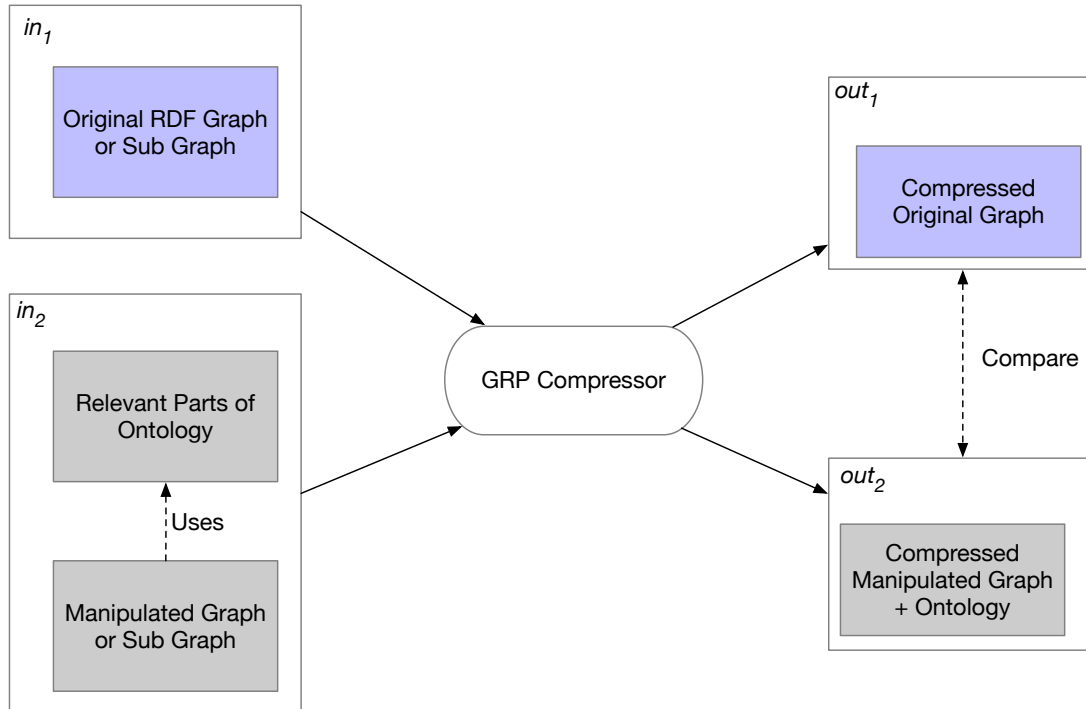 in1
Original RDF Graph
or Sub Graph
in2
Relevant Parts of
Ontology
Uses
Manipulated Graph
or Sub Graph
GRP Compressor
out1
Compressed
Original Graph
Compare
out2
Compressed
Manipulated Graph
+ Ontology